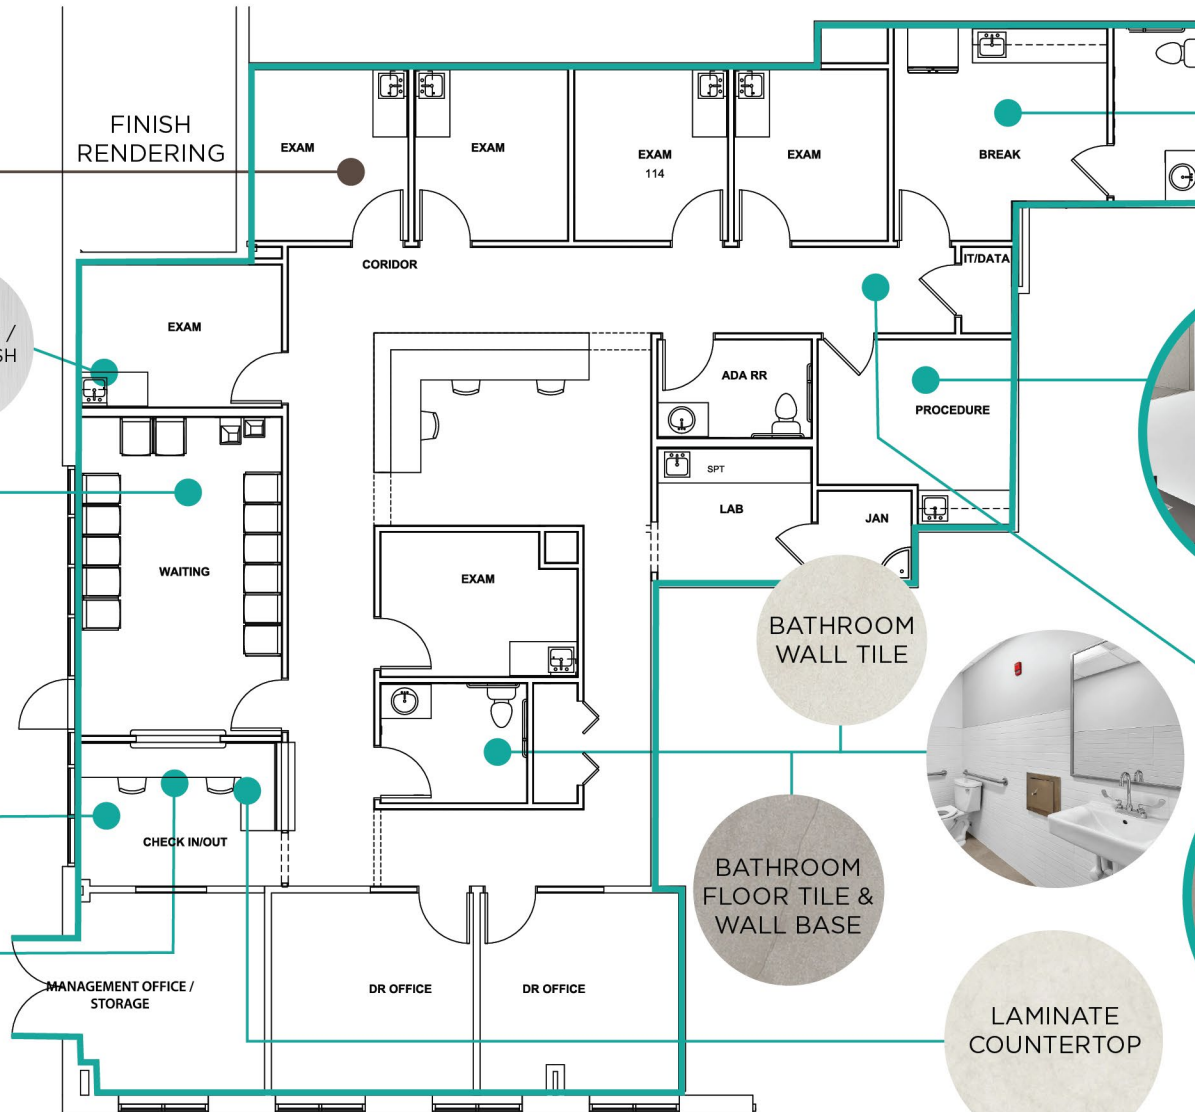 FINISH
RENDERING
EXAM
EXAM
EXAM
114
EXAM
BREAK
CORIDOR
IT/DATA
EXAM
/
SH
ADA RR
PROCEDURE
SPT
LAB
JAN
WAITING
EXAM
BATHROOM
WALL TILE
CHECK IN/OUT
BATHROOM
FLOOR TILE &
WALL BASE
MANAGEMENT OFFICE /
STORAGE
DR OFFICE
DR OFFICE
LAMINATE
COUNTERTOP